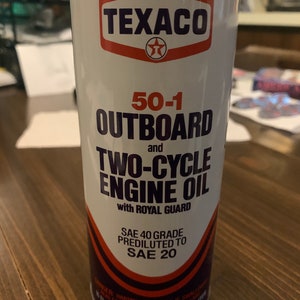 TEXACO
50-1
OUTBOARD
and
TWO-CYCLE
ENGINE OIL
with ROYAL GUARD
SAE 40 GRADE
PREDILUTED TO
SAE 20